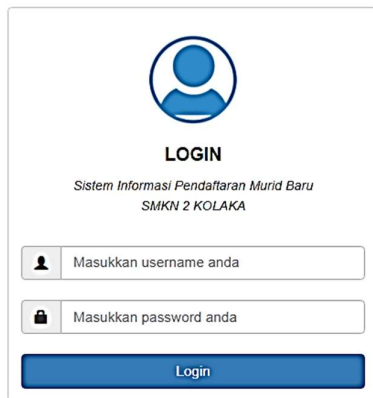 LOGIN
Sistem Informasi Pendaftaran Murid Baru
SMKN 2 KOLAKA
Masukkan username anda
Masukkan password anda
Login